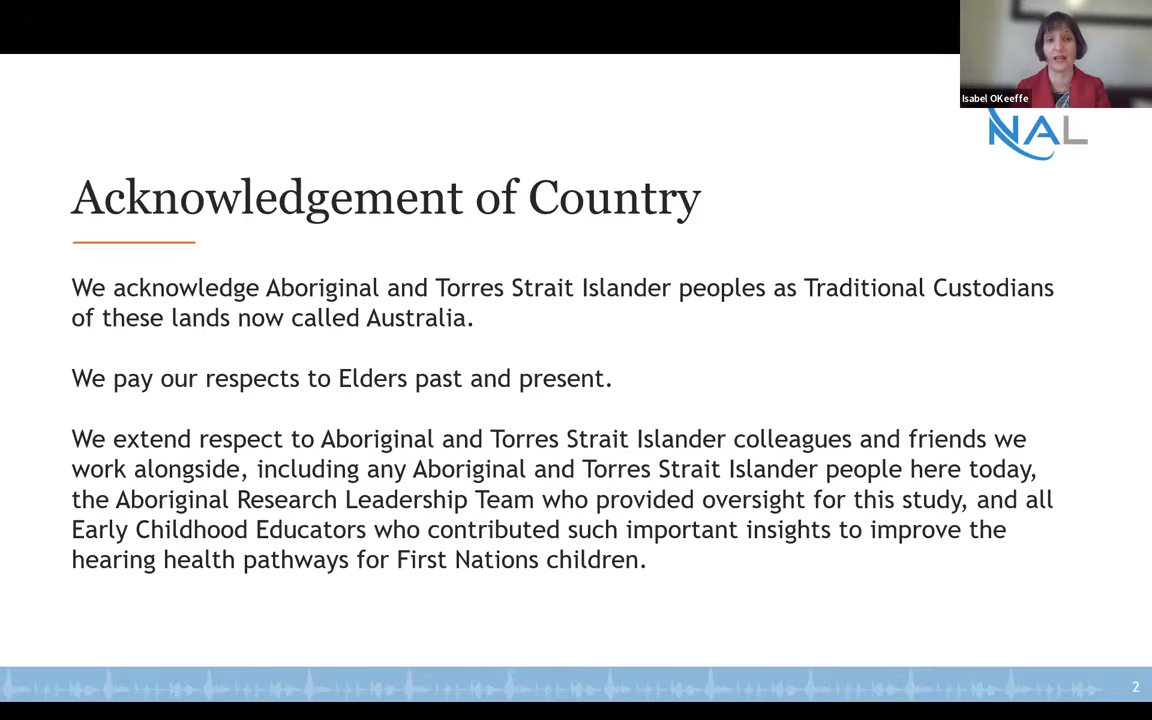 Isabel OKeeffe
NAL
Acknowledgement of Country
We acknowledge Aboriginal and Torres Strait Islander peoples as Traditional Custodians
of these lands now called Australia.
We pay our respects to Elders past and present.
We extend respect to Aboriginal and Torres Strait Islander colleagues and friends we
work alongside, including any Aboriginal and Torres Strait Islander people here today,
the Aboriginal Research Leadership Team who provided oversight for this study, and all
Early Childhood Educators who contributed such important insights to improve the
hearing health pathways for First Nations children.
2